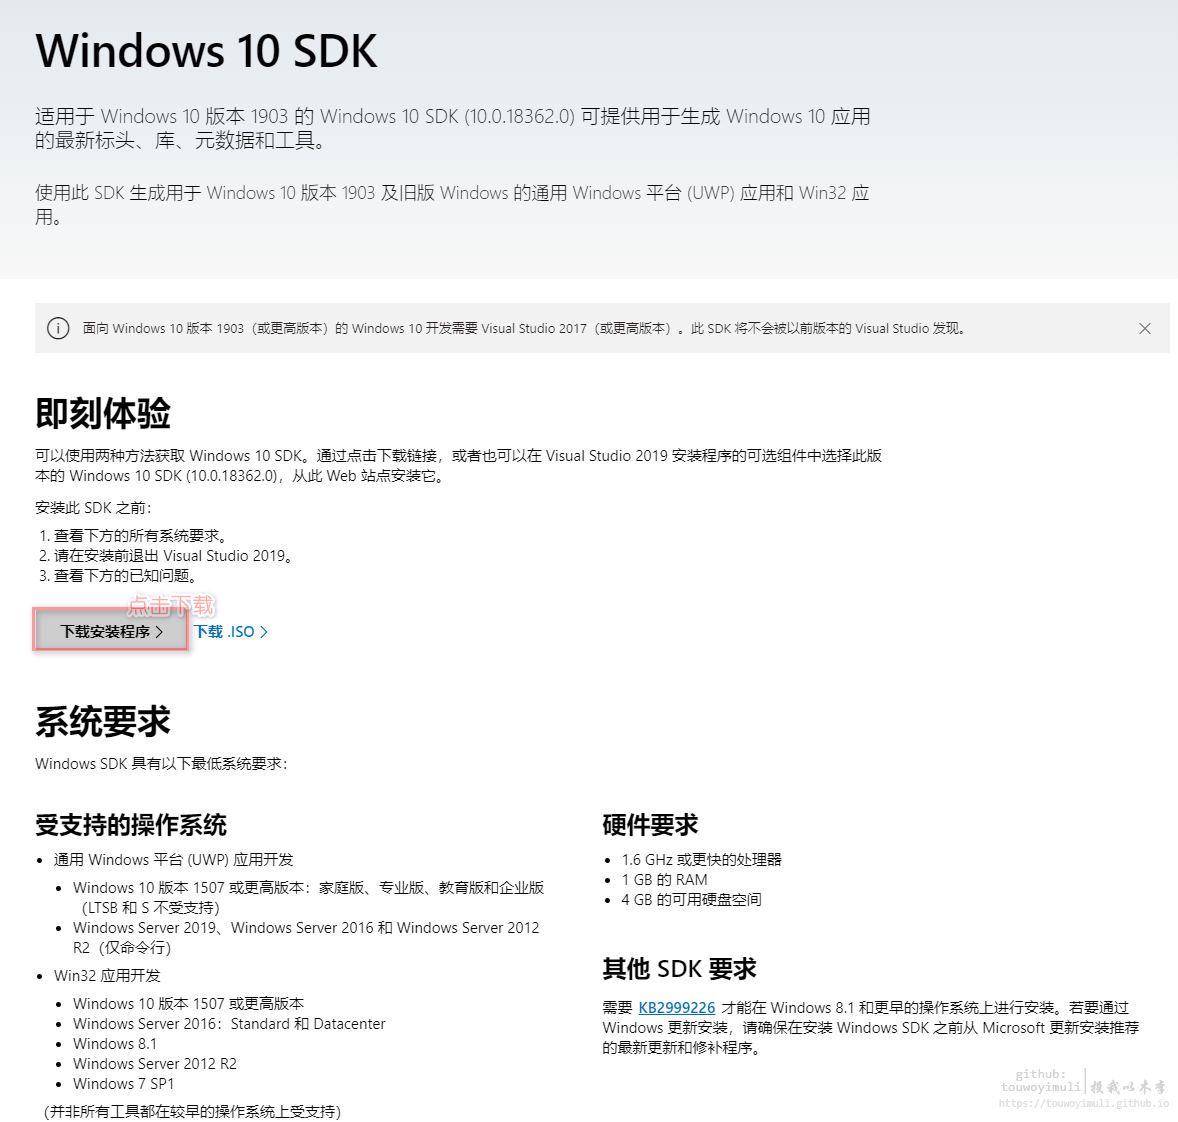 Windows 10 SDK
适用于 Windows 10 版本 1903 的 Windows 10 SDK (10.0.18362.0) 可提供用于生成 Windows 10 应用
的最新标头、库、元数据和工具。
使用此 SDK 生成用于 Windows 10 版本 1903 及旧版 Windows 的通用 Windows 平台 (UWP) 应用和 Win32 应
用。
面向 Windows 10 版本 1903（或更高版本）的 Windows 10 开发需要 Visual Studio 2017（或更高版本）。此 SDK 将不会被以前版本的 Visual Studio 发现。
即刻体验
可以使用两种方法获取 Windows 10 SDK。通过点击下载链接，或者也可以在 Visual Studio 2019 安装程序的可选组件中选择此版
本的 Windows 10 SDK (10.0.18362.0)，从此 Web 站点安装它。
安装此 SDK 之前：
1. 查看下方的所有系统要求。
2. 请在安装前退出 Visual Studio 2019。
3. 查看下方的已知问题。
点击下载
下载安装程序
下载 .ISO
系统要求
Windows SDK 具有以下最低系统要求：
受支持的操作系统
• 通用 Windows 平台 (UWP) 应用开发
• Windows 10 版本 1507 或更高版本：家庭版、专业版、教育版和企业版
（LTSB 和 S 不受支持）
• Windows Server 2019、Windows Server 2016 和 Windows Server 2012
R2（仅命令行）
• Win32 应用开发
• Windows 10 版本 1507 或更高版本
• Windows Server 2016：Standard 和 Datacenter
• Windows 8.1
• Windows Server 2012 R2
• Windows 7 SP1
（并非所有工具都在较早的操作系统上受支持）
硬件要求
• 1.6 GHz 或更快的处理器
• 1 GB 的 RAM
• 4 GB 的可用硬盘空间
其他 SDK 要求
需要 KB2999226 才能在 Windows 8.1 和更早的操作系统上进行安装。若要通过
Windows 更新安装，请确保在安装 Windows SDK 之前从 Microsoft 更新安装推荐
的最新更新和修补程序。
github:
touwoyimuli
投我以木李
https://touwoyimuli.github.io